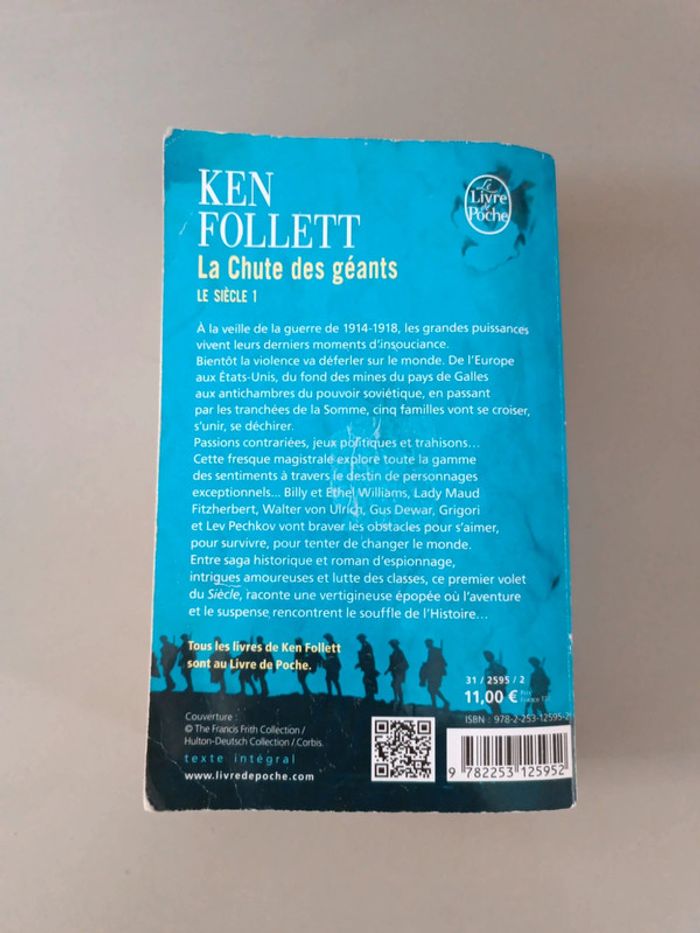 KEN
FOLLETT
La Chute des géants
LE SIÈCLE 1
Le
Livre
de
Poche
À la veille de la guerre de 1914-1918, les grandes puissances
vivent leurs derniers moments d'insouciance.
Bientôt la violence va déferler sur le monde. De l'Europe
aux États-Unis, du fond des mines du pays de Galles
aux antichambres du pouvoir soviétique, en passant
par les tranchées de la Somme, cinq familles vont se croiser,
s'unir, se déchirer.
Passions contrariées, jeux politiques et trahisons...
Cette fresque magistrale explore toute la gamme
des sentiments à travers le destin de personnages
exceptionnels... Billy et Ethel Williams, Lady Maud
Fitzherbert, Walter von Ulrich, Gus Dewar, Grigori
et Lev Pechkov vont braver les obstacles pour s'aimer,
pour survivre, pour tenter de changer le monde.
Entre saga historique et roman d'espionnage,
intrigues amoureuses et lutte des classes, ce premier volet
du Siècle, raconte une vertigineuse épopée où l'aventure
et le suspense rencontrent le souffle de l'Histoire...
Tous les livres de Ken Follett
sont au Livre de Poche.
31 / 2595 / 2
11,00 € Prix
France TTC
Couverture :
© The Francis Frith Collection /
Hulton-Deutsch Collection / Corbis.
texte intégral
www.livredepoche.com
ISBN : 978-2-253-12595-2
9 782253 125952